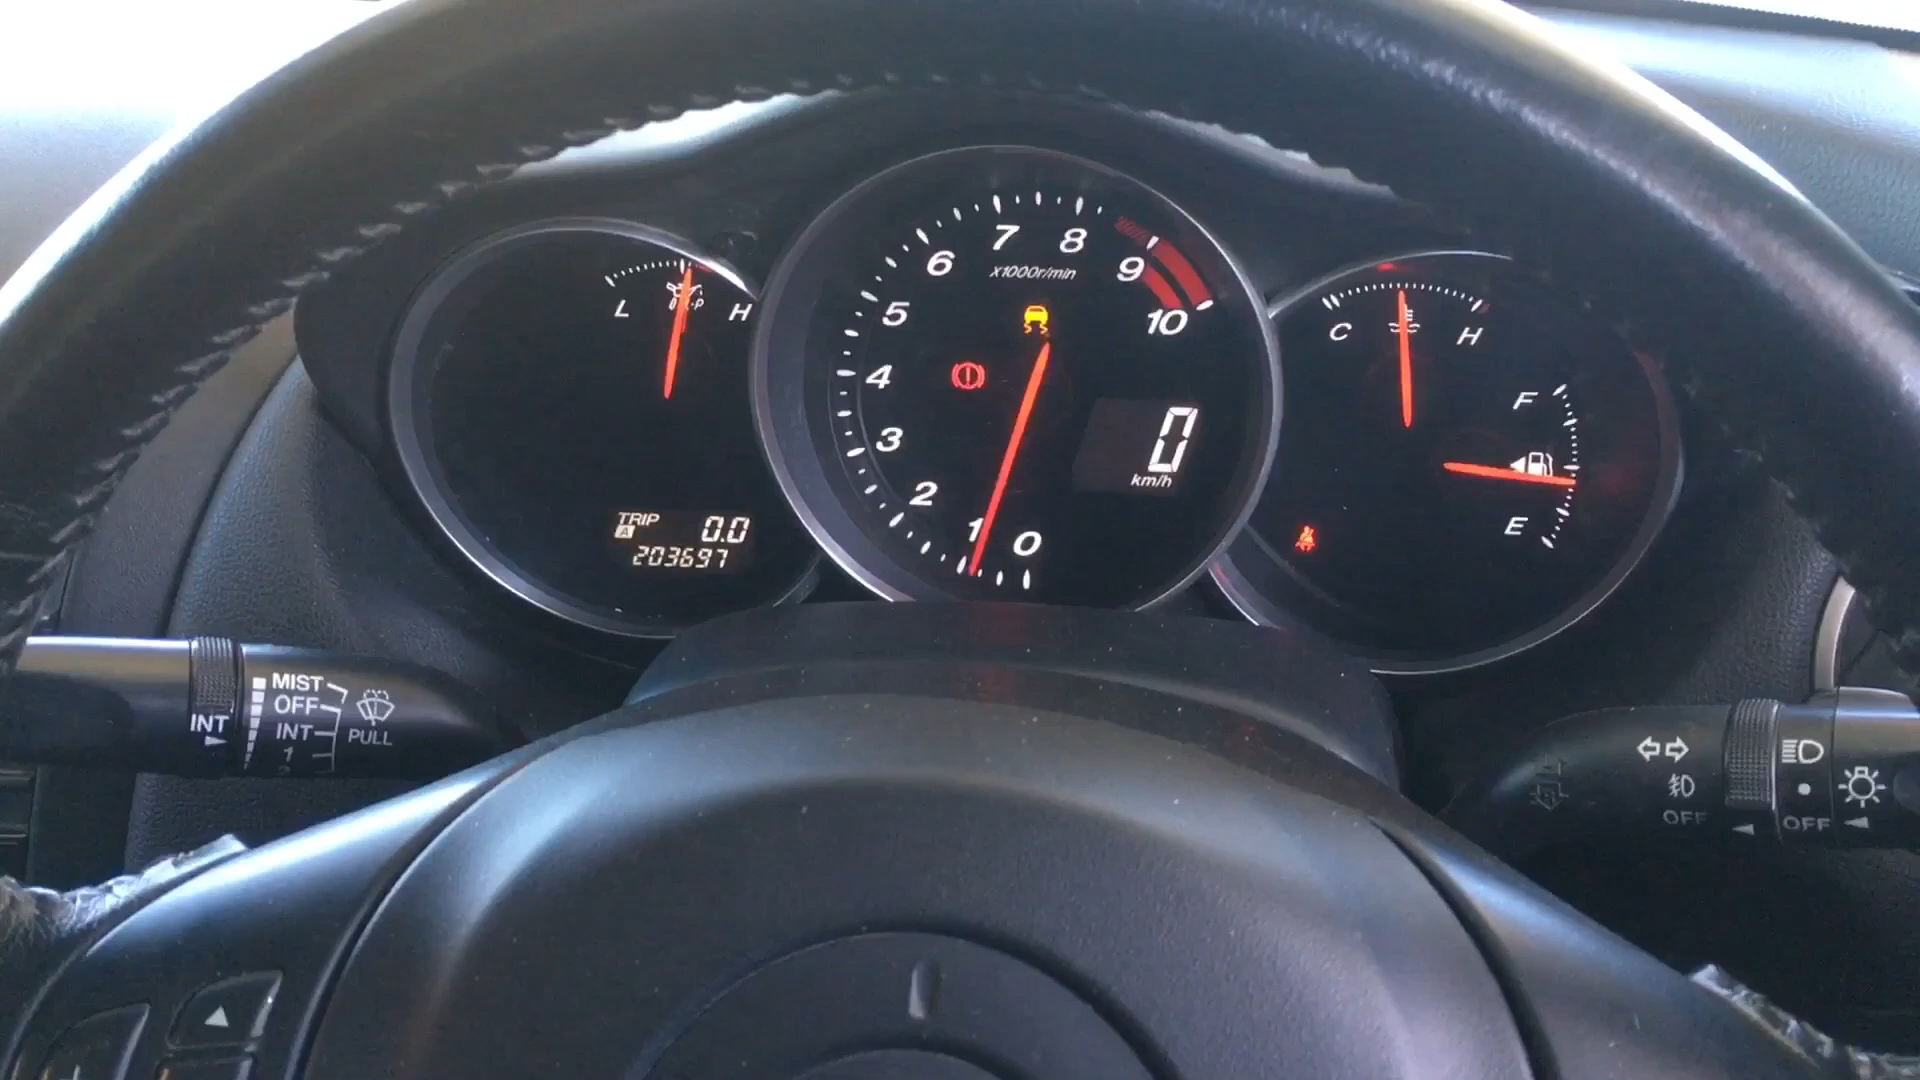 L
H
OIL-P
TRIP
A
0.0
203697
7
8
6
x1000r/min
9
5
10
4
3
0
km/h
2
1
0
C
H
F
E
MIST
OFF
INT
INT
1
PULL
OFF
OFF